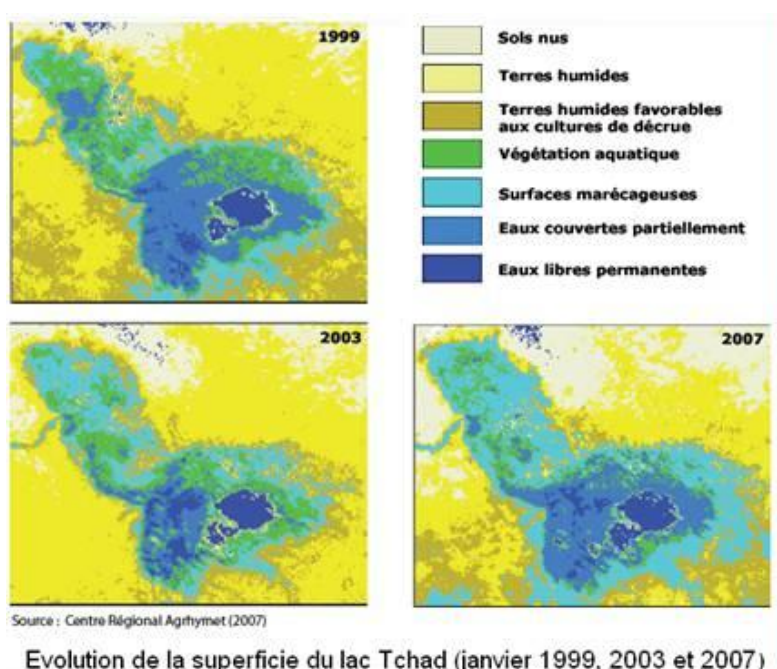 1999
Sols nus
Terres humides
Terres humides favorables
aux cultures de décrue
Végétation aquatique
Surfaces marécageuses
Eaux couvertes partiellement
Eaux libres permanentes
2003
2007
Source : Centre Régional Agrhymet (2007)
Evolution de la superficie du lac Tchad (janvier 1999, 2003 et 2007)